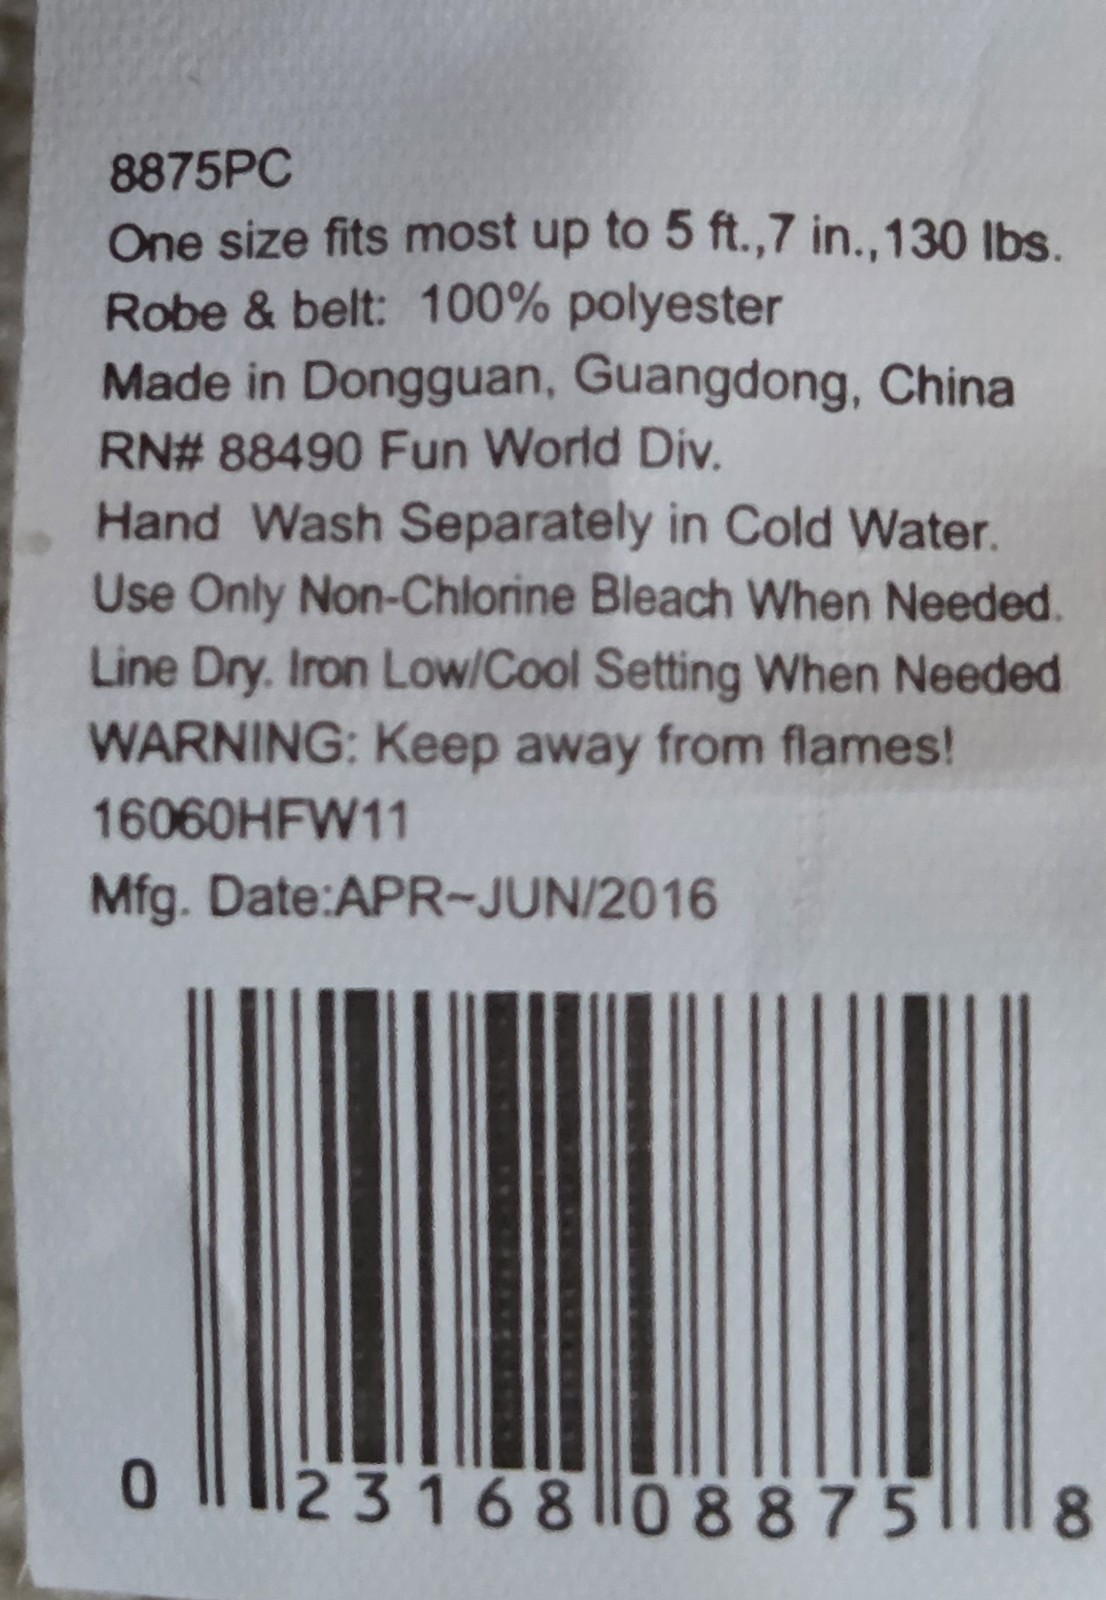 8875PC
One size fits most up to 5 ft.,7 in.,130 lbs.
Robe & belt: 100% polyester
Made in Dongguan, Guangdong, China
RN# 88490 Fun World Div.
Hand Wash Separately in Cold Water.
Use Only Non-Chlorine Bleach When Needed.
Line Dry. Iron Low/Cool Setting When Needed
WARNING: Keep away from flames!
16060HFW11
Mfg. Date:APR~JUN/2016
0 23168 08875 8